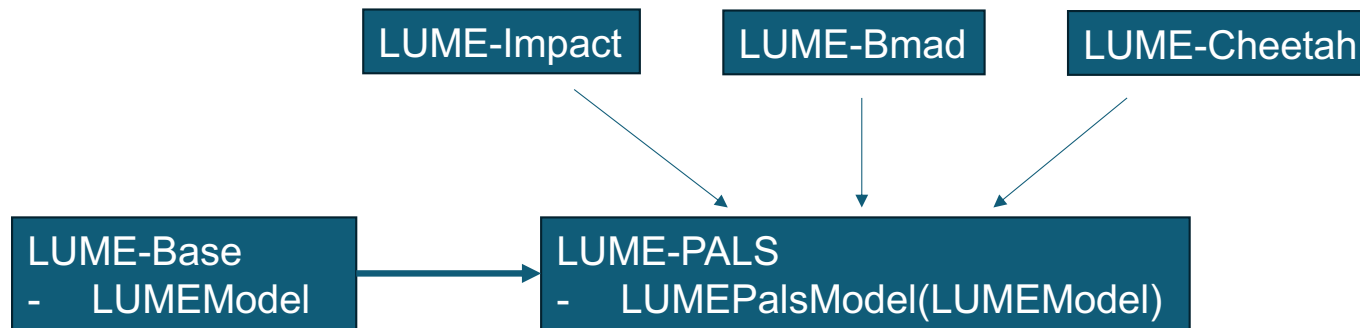 LUME-Impact
LUME-Bmad
LUME-Cheetah
LUME-Base
- LUMEModel
LUME-PALS
- LUMEPalsModel(LUMEModel)